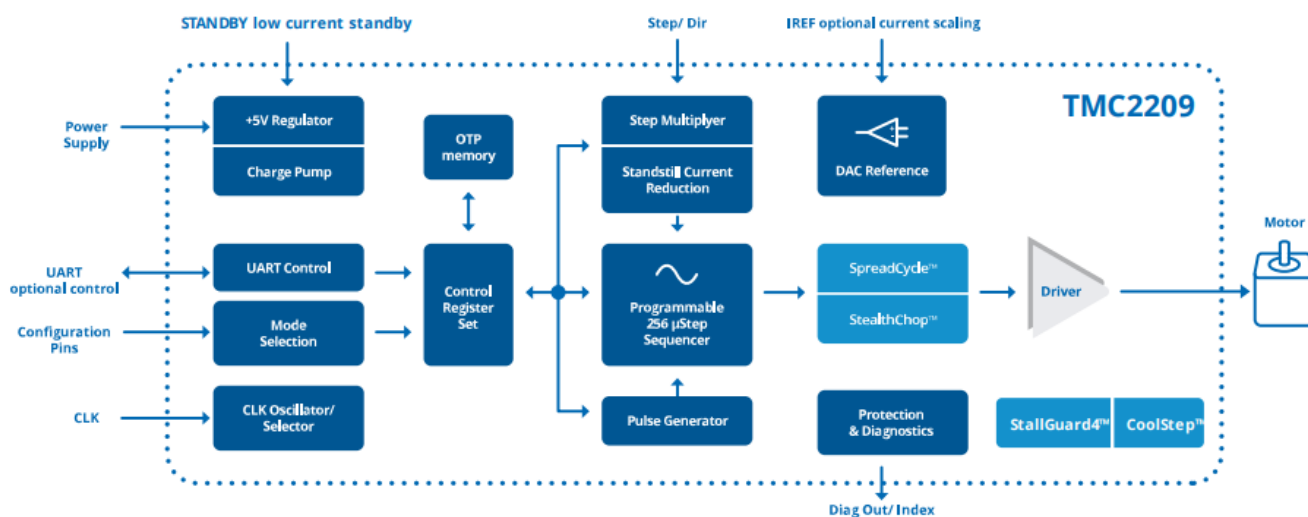 STANDBY low current standby
Step/ Dir
IREF optional current scaling
TMC2209
Power
Supply
+5V Regulator
Charge Pump
OTP
memory
Step Multiplyer
Standstill Current
Reduction
DAC Reference
Motor
UART
optional control
UART Control
Configuration
Pins
Mode
Selection
Control
Register
Set
Programmable
256 µStep
Sequencer
SpreadCycle™
StealthChop™
Driver
CLK
CLK Oscillator/
Selector
Pulse Generator
Protection
& Diagnostics
StallGuard4™
CoolStep™
Diag Out/ Index